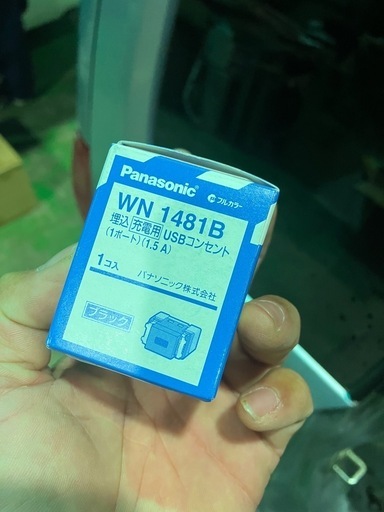 Panasonic フルカラー
WN 1481B
埋込 充電用 USBコンセント
(1ポート)(1.5 A)
1コ入
パナソニック株式会社
ブラック